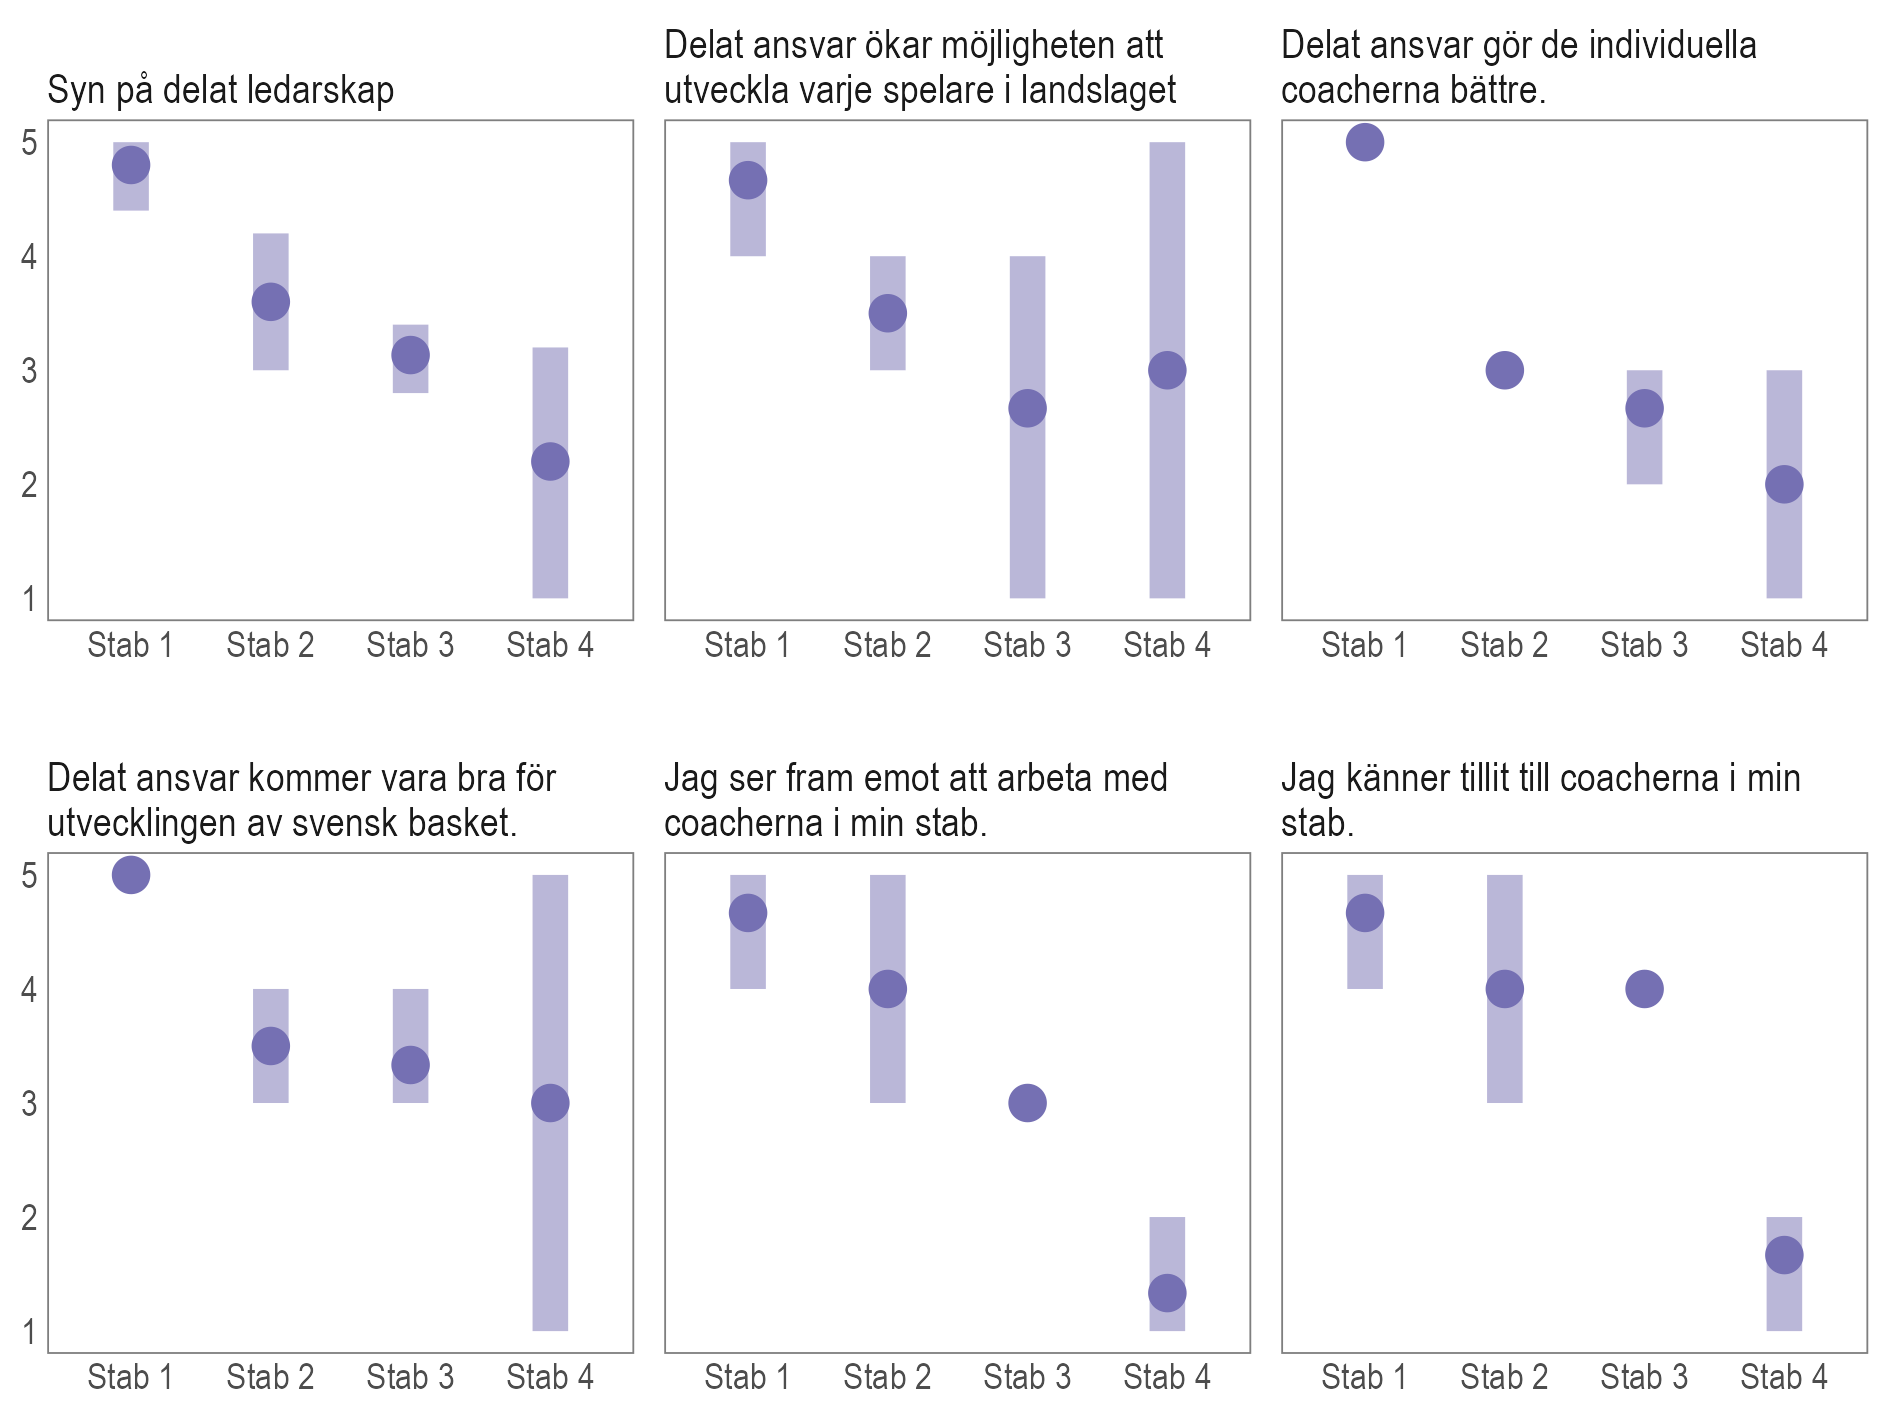 Syn på delat ledarskap
Delat ansvar ökar möjligheten att
utveckla varje spelare i landslaget
Delat ansvar gör de individuella
coacherna bättre.
5
4
3
2
1
Stab 1 Stab 2 Stab 3 Stab 4
Stab 1 Stab 2 Stab 3 Stab 4
Stab 1 Stab 2 Stab 3 Stab 4
Delat ansvar kommer vara bra för
utvecklingen av svensk basket.
Jag ser fram emot att arbeta med
coacherna i min stab.
Jag känner tillit till coacherna i min
stab.
5
4
3
2
1
Stab 1 Stab 2 Stab 3 Stab 4
Stab 1 Stab 2 Stab 3 Stab 4
Stab 1 Stab 2 Stab 3 Stab 4